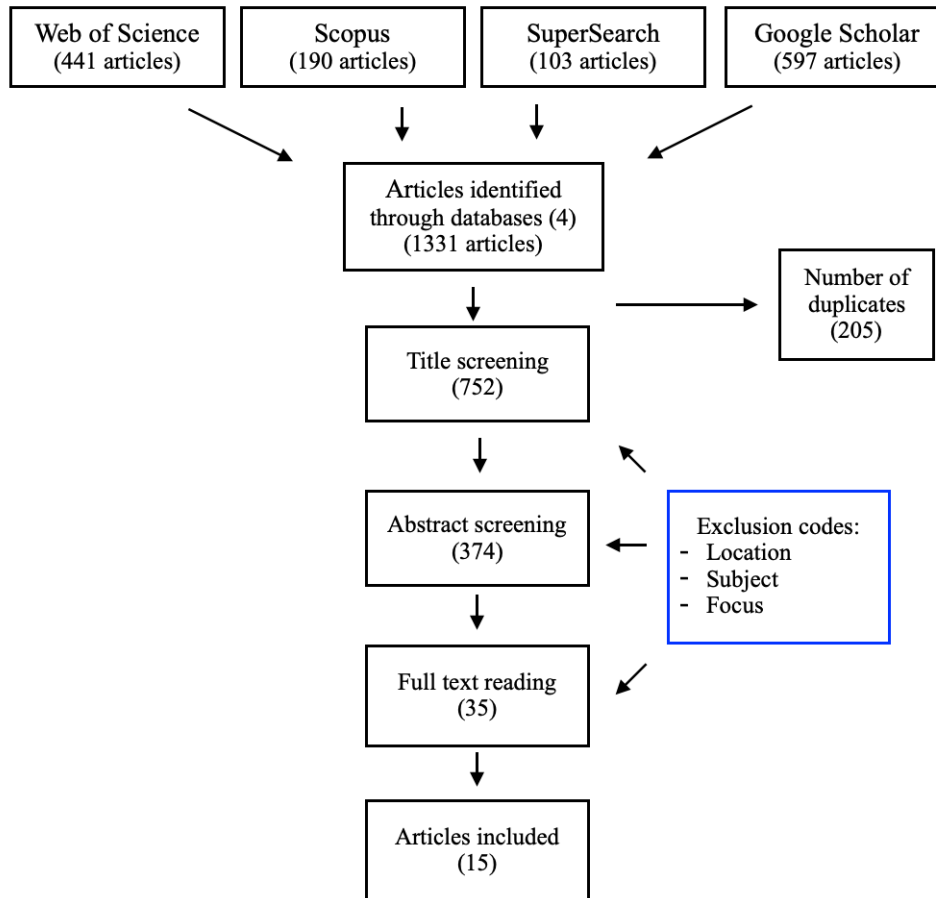 Web of Science
(441 articles)
Scopus
(190 articles)
SuperSearch
(103 articles)
Google Scholar
(597 articles)
Articles identified
through databases (4)
(1331 articles)
Number of
duplicates
(205)
Title screening
(752)
Abstract screening
(374)
Exclusion codes:
- Location
- Subject
- Focus
Full text reading
(35)
Articles included
(15)